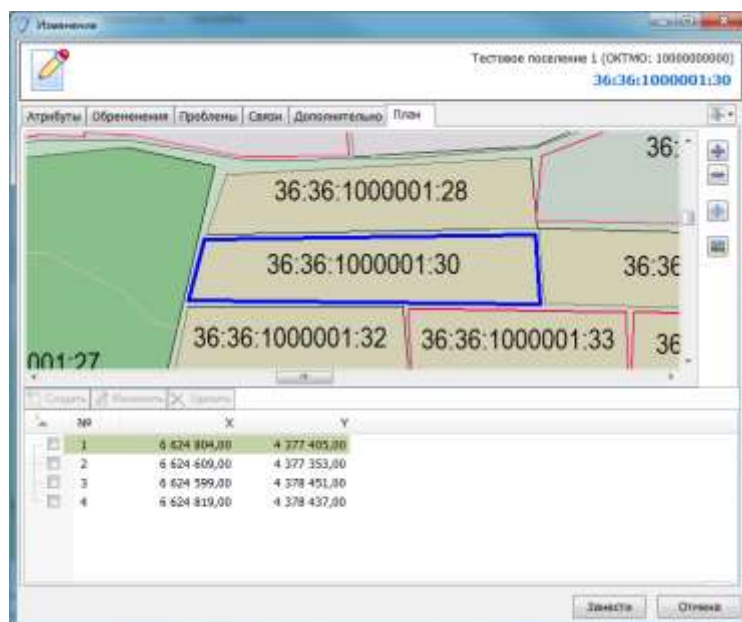 Изменение
Тестовое поселение 1 (ОКТМО: 10000000000)
36:36:1000001:30
Атрибуты Обременения Проблемы Связи Дополнительно План
36:
36:36:1000001:28
36:36:1000001:30
36:36
36:36:1000001:32
36:36:1000001:33
36
001:27
Создать Изменить Удалить
№ X Y
1 6 624 804,00 4 377 405,00
2 6 624 609,00 4 377 353,00
3 6 624 599,00 4 378 451,00
4 6 624 819,00 4 378 437,00
Занести Отмена